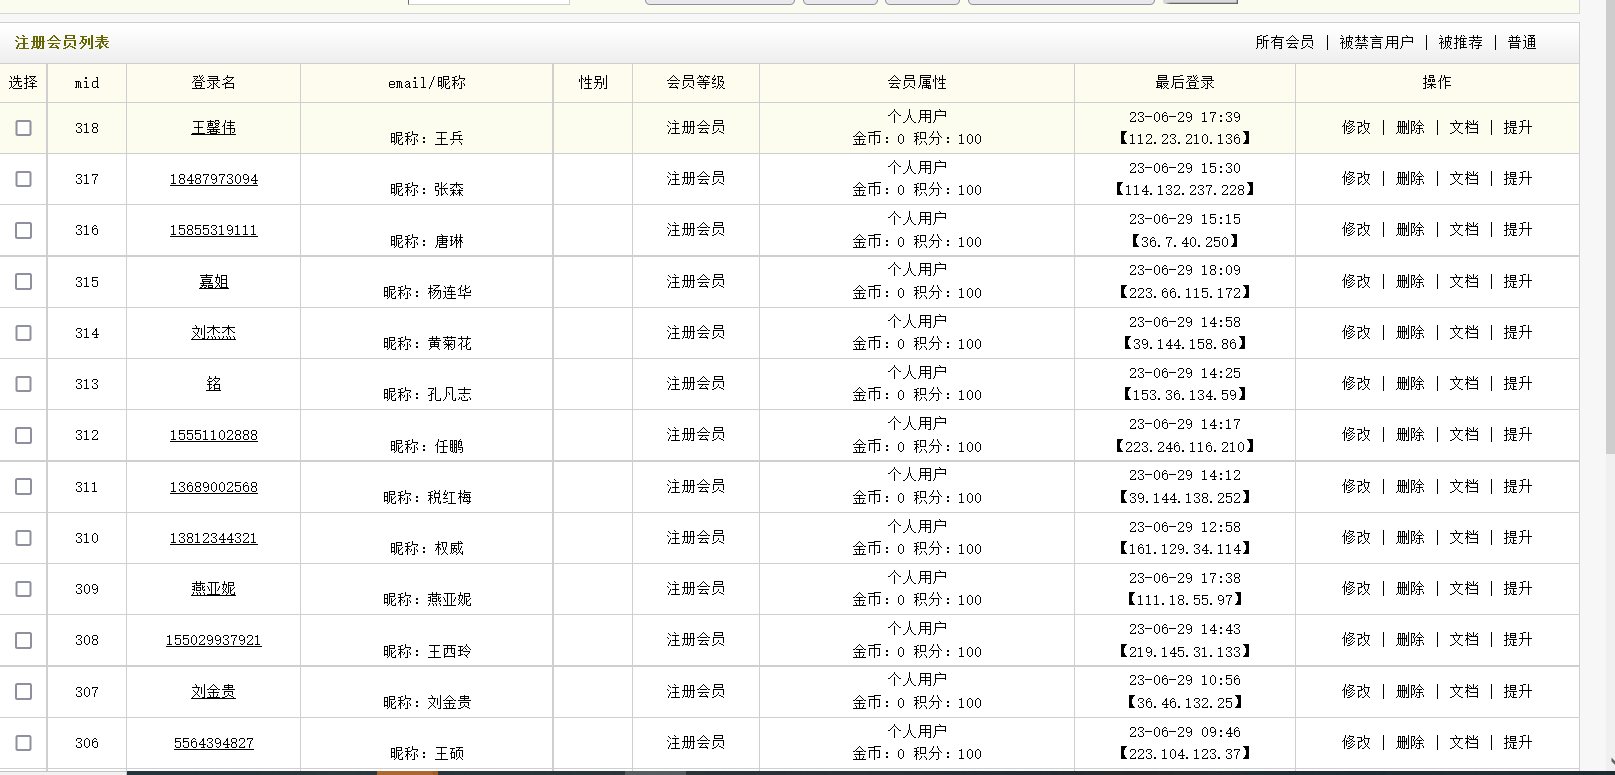 注册会员列表 所有会员 | 被禁言用户 | 被推荐 | 普通
选择 mid 登录名 email/昵称 性别 会员等级 会员属性 最后登录 操作
318 王馨伟 昵称：王兵 注册会员 个人用户 金币：0 积分：100 23-06-29 17:39 【112.23.210.136】 修改 | 删除 | 文档 | 提升
317 18487973094 昵称：张森 注册会员 个人用户 金币：0 积分：100 23-06-29 15:30 【114.132.237.228】 修改 | 删除 | 文档 | 提升
316 15855319111 昵称：唐琳 注册会员 个人用户 金币：0 积分：100 23-06-29 15:15 【36.7.40.250】 修改 | 删除 | 文档 | 提升
315 嘉姐 昵称：杨连华 注册会员 个人用户 金币：0 积分：100 23-06-29 18:09 【223.66.115.172】 修改 | 删除 | 文档 | 提升
314 刘杰杰 昵称：黄菊花 注册会员 个人用户 金币：0 积分：100 23-06-29 14:58 【39.144.158.86】 修改 | 删除 | 文档 | 提升
313 铭 昵称：孔凡志 注册会员 个人用户 金币：0 积分：100 23-06-29 14:25 【153.36.134.59】 修改 | 删除 | 文档 | 提升
312 15551102888 昵称：任鹏 注册会员 个人用户 金币：0 积分：100 23-06-29 14:17 【223.246.116.210】 修改 | 删除 | 文档 | 提升
311 13689002568 昵称：税红梅 注册会员 个人用户 金币：0 积分：100 23-06-29 14:12 【39.144.138.252】 修改 | 删除 | 文档 | 提升
310 13812344321 昵称：权威 注册会员 个人用户 金币：0 积分：100 23-06-29 12:58 【161.129.34.114】 修改 | 删除 | 文档 | 提升
309 燕亚妮 昵称：燕亚妮 注册会员 个人用户 金币：0 积分：100 23-06-29 17:38 【111.18.55.97】 修改 | 删除 | 文档 | 提升
308 155029937921 昵称：王西玲 注册会员 个人用户 金币：0 积分：100 23-06-29 14:43 【219.145.31.133】 修改 | 删除 | 文档 | 提升
307 刘金贵 昵称：刘金贵 注册会员 个人用户 金币：0 积分：100 23-06-29 10:56 【36.46.132.25】 修改 | 删除 | 文档 | 提升
306 5564394827 昵称：王硕 注册会员 个人用户 金币：0 积分：100 23-06-29 09:46 【223.104.123.37】 修改 | 删除 | 文档 | 提升